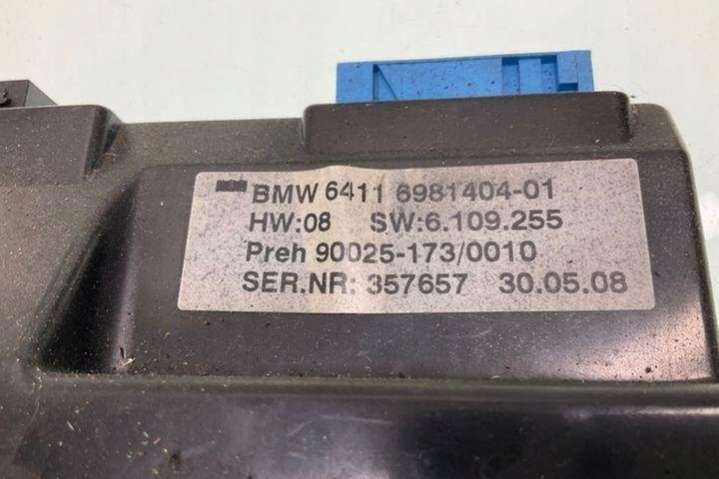 BMW 6411 6981404-01
HW:08 SW:6.109.255
Preh 90025-173/0010
SER.NR: 357657 30.05.08